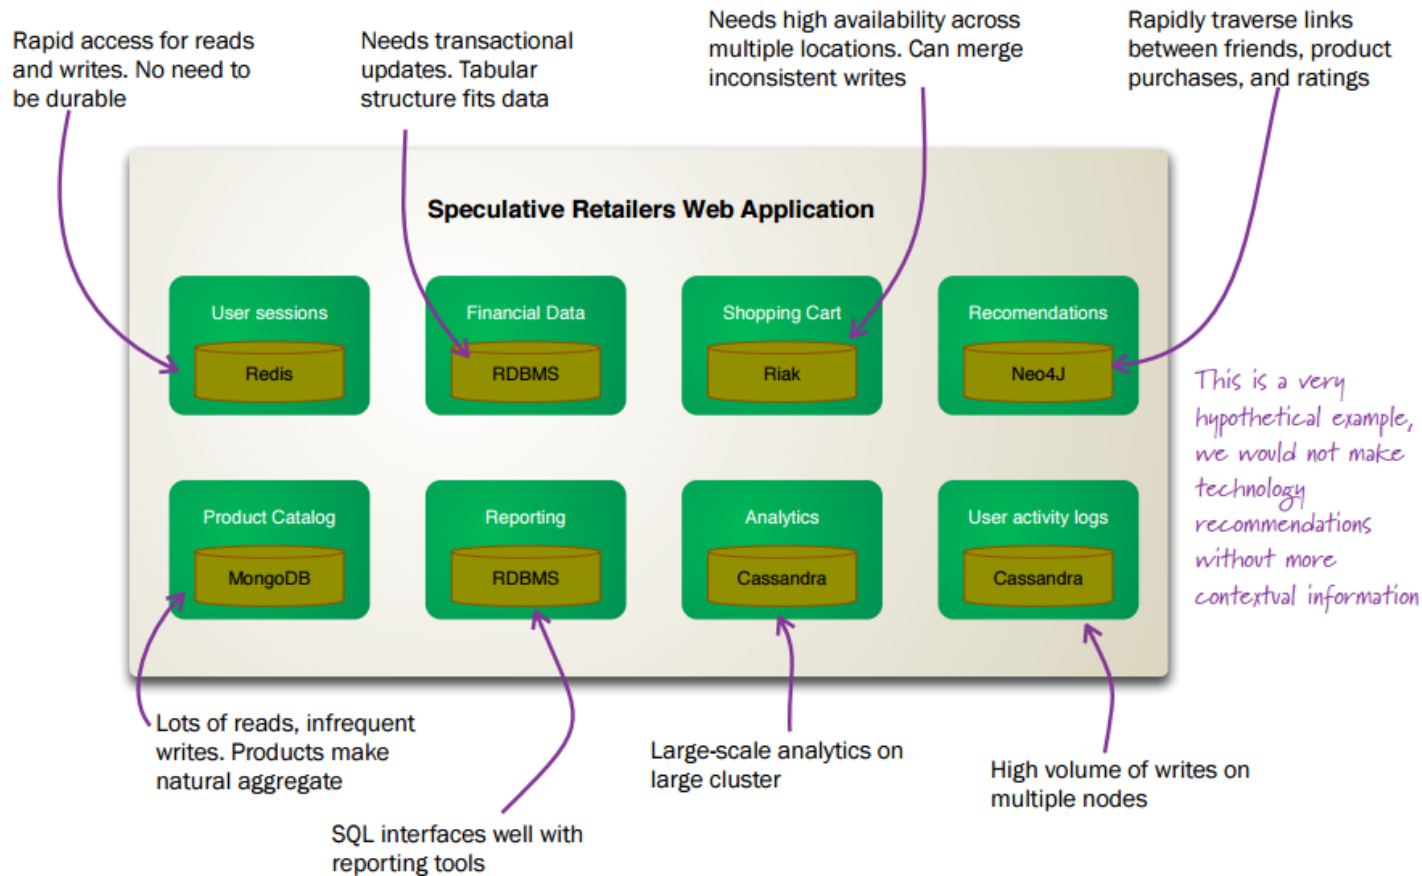 Rapid access for reads
and writes. No need to
be durable
Needs transactional
updates. Tabular
structure fits data
Needs high availability across
multiple locations. Can merge
inconsistent writes
Rapidly traverse links
between friends, product
purchases, and ratings
Speculative Retailers Web Application
User sessions
Redis
Financial Data
RDBMS
Shopping Cart
Riak
Recomendations
Neo4J
This is a very
hypothetical example,
we would not make
technology
recommendations
without more
contextual information
Product Catalog
MongoDB
Reporting
RDBMS
Analytics
Cassandra
User activity logs
Cassandra
Lots of reads, infrequent
writes. Products make
natural aggregate
SQL interfaces well with
reporting tools
Large-scale analytics on
large cluster
High volume of writes on
multiple nodes